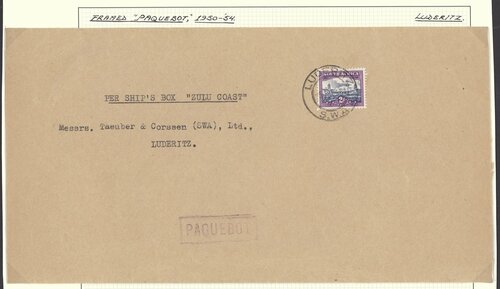 FRAMED "PAQUEBOT," 1950-'54. LUDERITZ.
PER SHIP'S BOX "ZULU COAST"
Messrs. Taeuber & Corssen (SWA), Ltd.,
LUDERITZ.
S.W.A.
PAQUEBOT